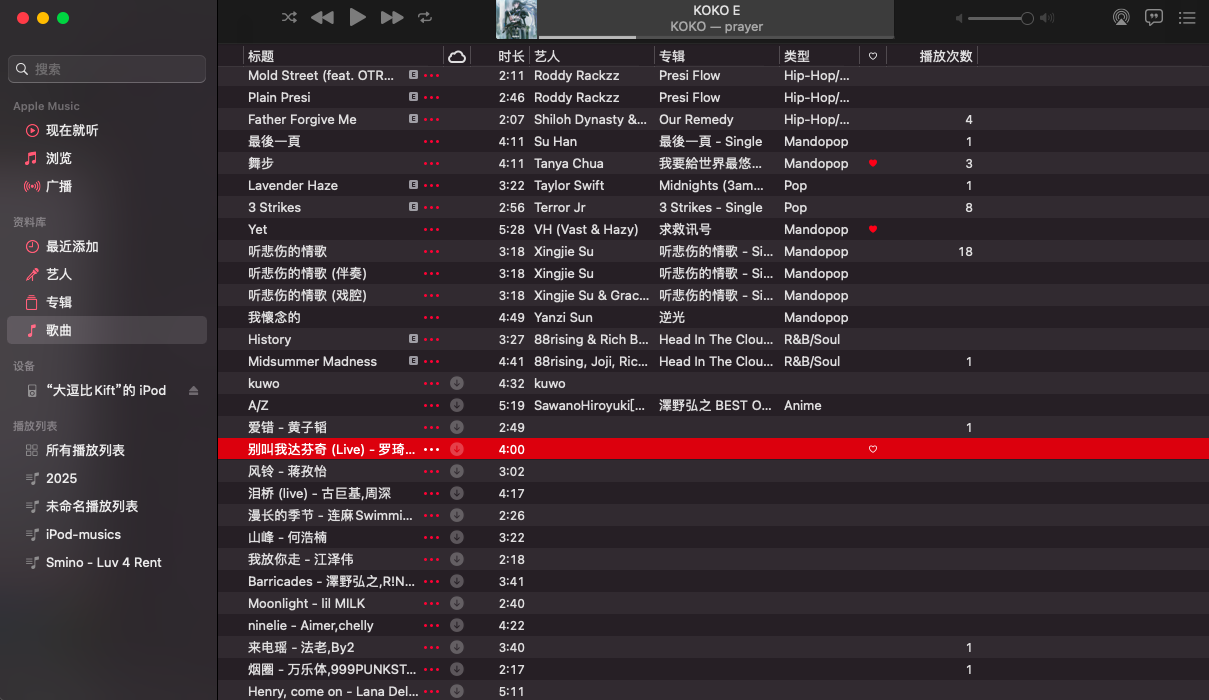 KOKO E
KOKO — prayer
搜索
Apple Music
现在就听
浏览
广播
资料库
最近添加
艺人
专辑
歌曲
设备
“大逗比Kift”的 iPod
播放列表
所有播放列表
2025
未命名播放列表
iPod-musics
Smino - Luv 4 Rent
标题 时长 艺人 专辑 类型 播放次数
Mold Street (feat. OTR... E 2:11 Roddy Rackzz Presi Flow Hip-Hop/...
Plain Presi E 2:46 Roddy Rackzz Presi Flow Hip-Hop/...
Father Forgive Me E 2:07 Shiloh Dynasty &... Our Remedy Hip-Hop/... 4
最後一頁 4:11 Su Han 最後一頁 - Single Mandopop 1
舞步 4:11 Tanya Chua 我要給世界最悠... Mandopop 3
Lavender Haze E 3:22 Taylor Swift Midnights (3am... Pop 1
3 Strikes E 2:56 Terror Jr 3 Strikes - Single Pop 8
Yet 5:28 VH (Vast & Hazy) 求救讯号 Mandopop
听悲伤的情歌 3:18 Xingjie Su 听悲伤的情歌 - Si... Mandopop 18
听悲伤的情歌 (伴奏) 3:18 Xingjie Su 听悲伤的情歌 - Si... Mandopop
听悲伤的情歌 (戏腔) 3:18 Xingjie Su & Grac... 听悲伤的情歌 - Si... Mandopop
我懷念的 4:49 Yanzi Sun 逆光 Mandopop
History E 3:27 88rising & Rich B... Head In The Clou... R&B/Soul
Midsummer Madness E 4:41 88rising, Joji, Ric... Head In The Clou... R&B/Soul 1
kuwo 4:32 kuwo
A/Z 5:19 SawanoHiroyuki[... 澤野弘之 BEST O... Anime
爱错 - 黄子韬 2:49 1
别叫我达芬奇 (Live) - 罗琦... 4:00
风铃 - 蒋孜怡 3:02
泪桥 (live) - 古巨基,周深 4:17
漫长的季节 - 连麻Swimmi... 2:26
山峰 - 何浩楠 3:22
我放你走 - 江泽伟 2:18
Barricades - 澤野弘之,R!N... 3:41
Moonlight - lil MILK 2:40
ninelie - Aimer,chelly 4:22
来电瑶 - 法老,By2 3:40 1
烟圈 - 万乐体,999PUNKST... 2:17 1
Henry, come on - Lana Del... 5:11